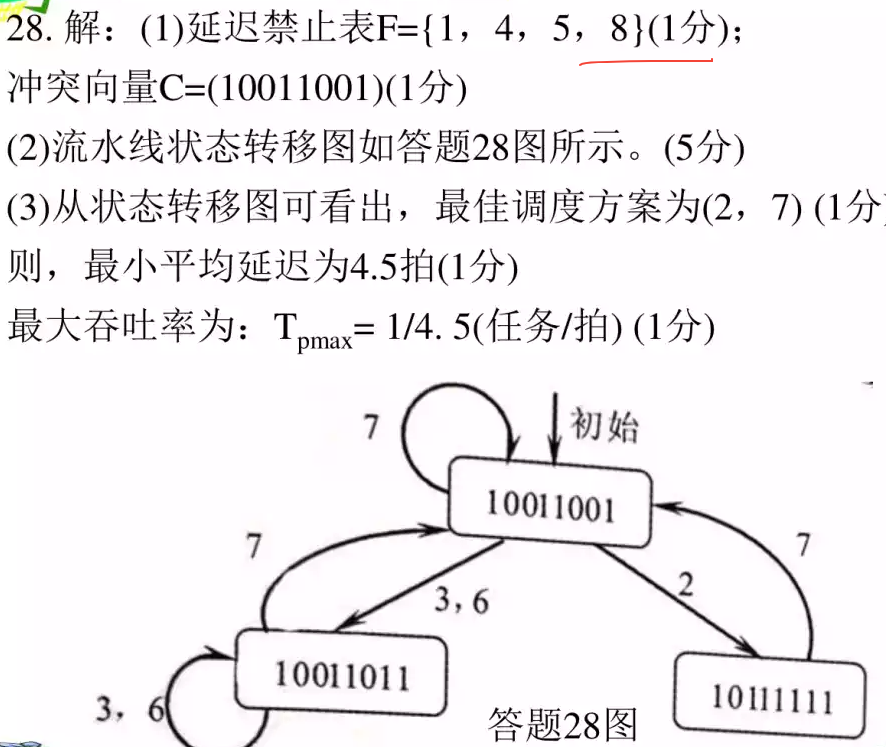 28. 解：(1)延迟禁止表F={1，4，5，8}(1分)；
冲突向量C=(10011001)(1分)
(2)流水线状态转移图如答题28图所示。(5分)
(3)从状态转移图可看出，最佳调度方案为(2，7) (1分)
则，最小平均延迟为4.5拍(1分)
最大吞吐率为：Tpmax= 1/4. 5(任务/拍) (1分)
7
初始
10011001
7
3，6
2
7
10011011
10111111
3，6
答题28图